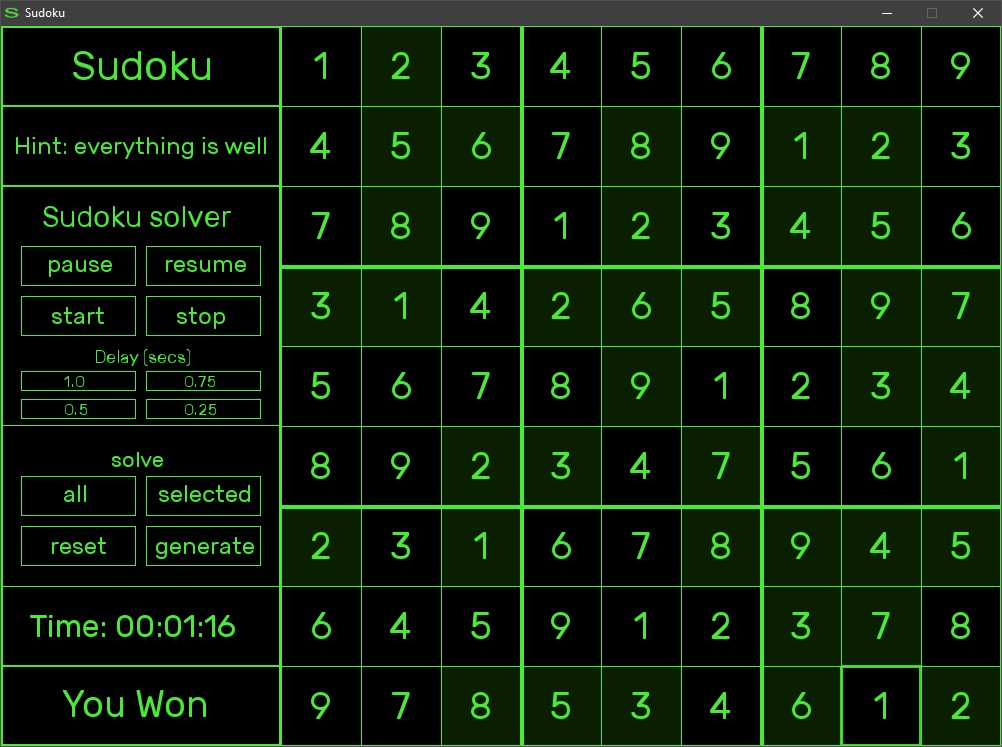 Sudoku
Sudoku
Hint: everything is well
Sudoku solver
pause resume
start stop
Delay (secs)
1.0 0.75
0.5 0.25
solve
all selected
reset generate
Time: 00:01:16
You Won
1 2 3 4 5 6 7 8 9
4 5 6 7 8 9 1 2 3
7 8 9 1 2 3 4 5 6
3 1 4 2 6 5 8 9 7
5 6 7 8 9 1 2 3 4
8 9 2 3 4 7 5 6 1
2 3 1 6 7 8 9 4 5
6 4 5 9 1 2 3 7 8
9 7 8 5 3 4 6 1 2